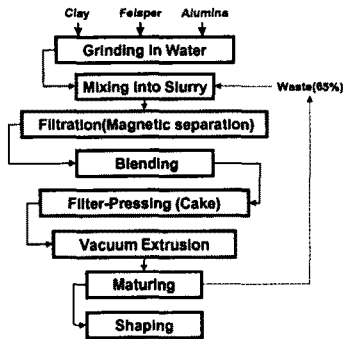 Clay Felsper Alumina
Grinding in Water
Mixing into Slurry
Waste(65%)
Filtration(Magnetic separation)
Blending
Filter-Pressing (Cake)
Vacuum Extrusion
Maturing
Shaping